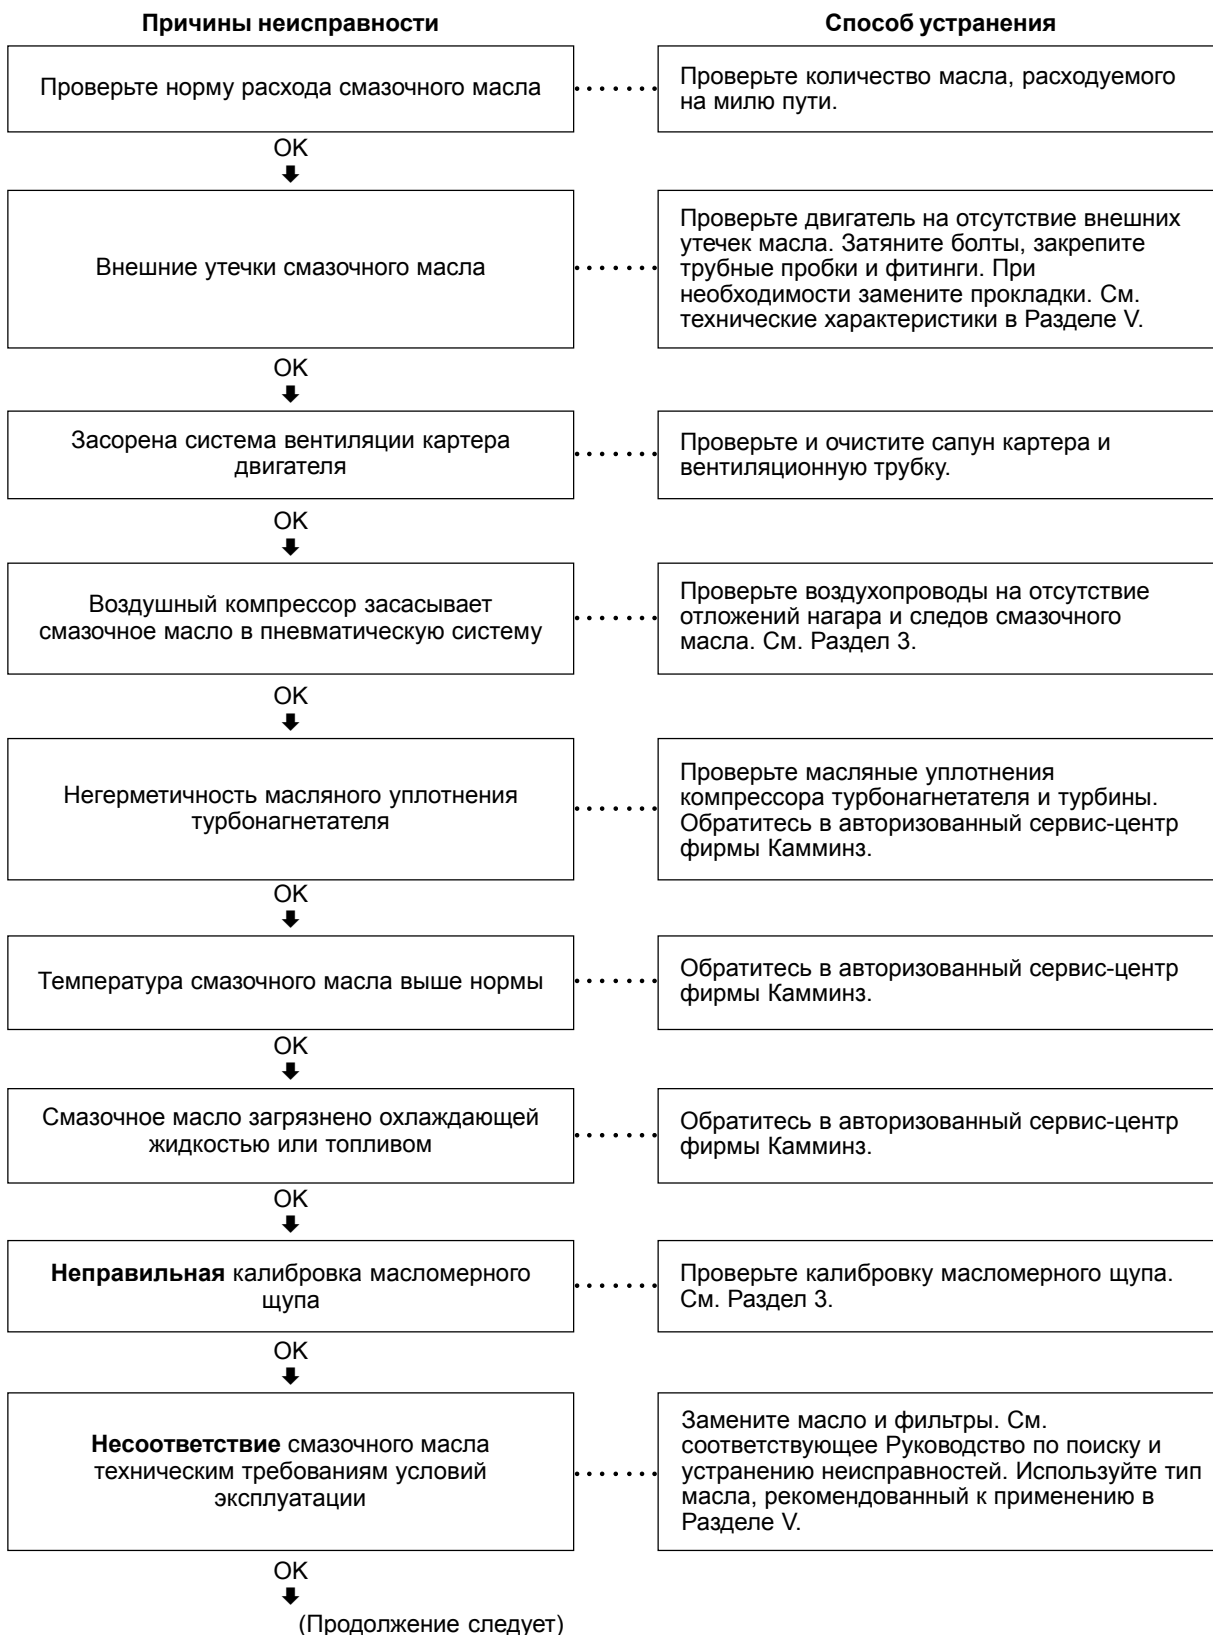 Причины неисправности
Способ устранения
Проверьте норму расхода смазочного масла
Проверьте количество масла, расходуемого
на милю пути.
OK
Внешние утечки смазочного масла
Проверьте двигатель на отсутствие внешних
утечек масла. Затяните болты, закрепите
трубные пробки и фитинги. При
необходимости замените прокладки. См.
технические характеристики в Разделе V.
OK
Засорена система вентиляции картера
двигателя
Проверьте и очистите сапун картера и
вентиляционную трубку.
OK
Воздушный компрессор засасывает
смазочное масло в пневматическую систему
Проверьте воздухопроводы на отсутствие
отложений нагара и следов смазочного
масла. См. Раздел 3.
OK
Негерметичность масляного уплотнения
турбонагнетателя
Проверьте масляные уплотнения
компрессора турбонагнетателя и турбины.
Обратитесь в авторизованный сервис-центр
фирмы Камминз.
OK
Температура смазочного масла выше нормы
Обратитесь в авторизованный сервис-центр
фирмы Камминз.
OK
Смазочное масло загрязнено охлаждающей
жидкостью или топливом
Обратитесь в авторизованный сервис-центр
фирмы Камминз.
OK
Неправильная калибровка масломерного
щупа
Проверьте калибровку масломерного щупа.
См. Раздел 3.
OK
Несоответствие смазочного масла
техническим требованиям условий
эксплуатации
Замените масло и фильтры. См.
соответствующее Руководство по поиску и
устранению неисправностей. Используйте тип
масла, рекомендованный к применению в
Разделе V.
OK
(Продолжение следует)